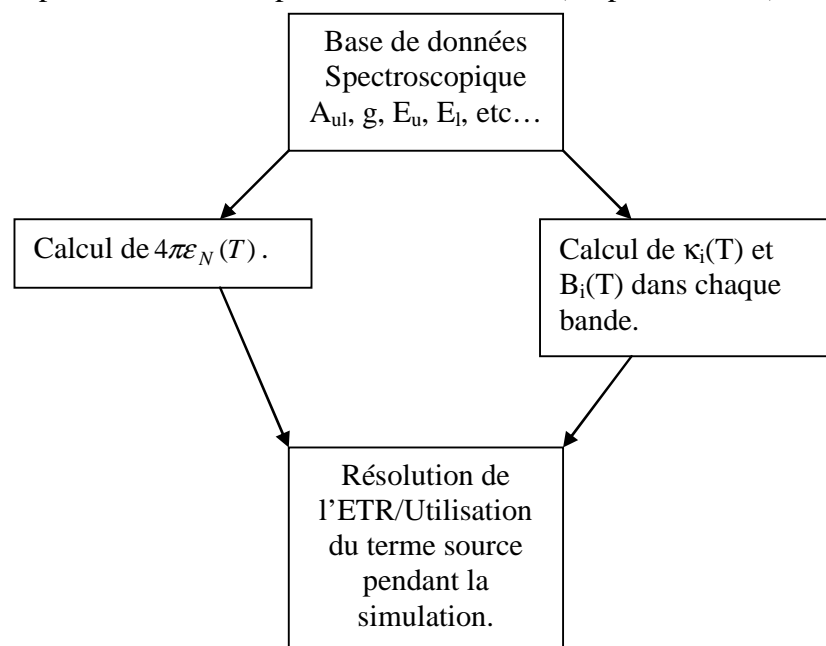 Base de données
Spectroscopique
Aul, g, Eu, El, etc…
Calcul de 4πεN(T).
Calcul de κi(T) et
Bi(T) dans chaque
bande.
Résolution de
l'ETR/Utilisation
du terme source
pendant la
simulation.